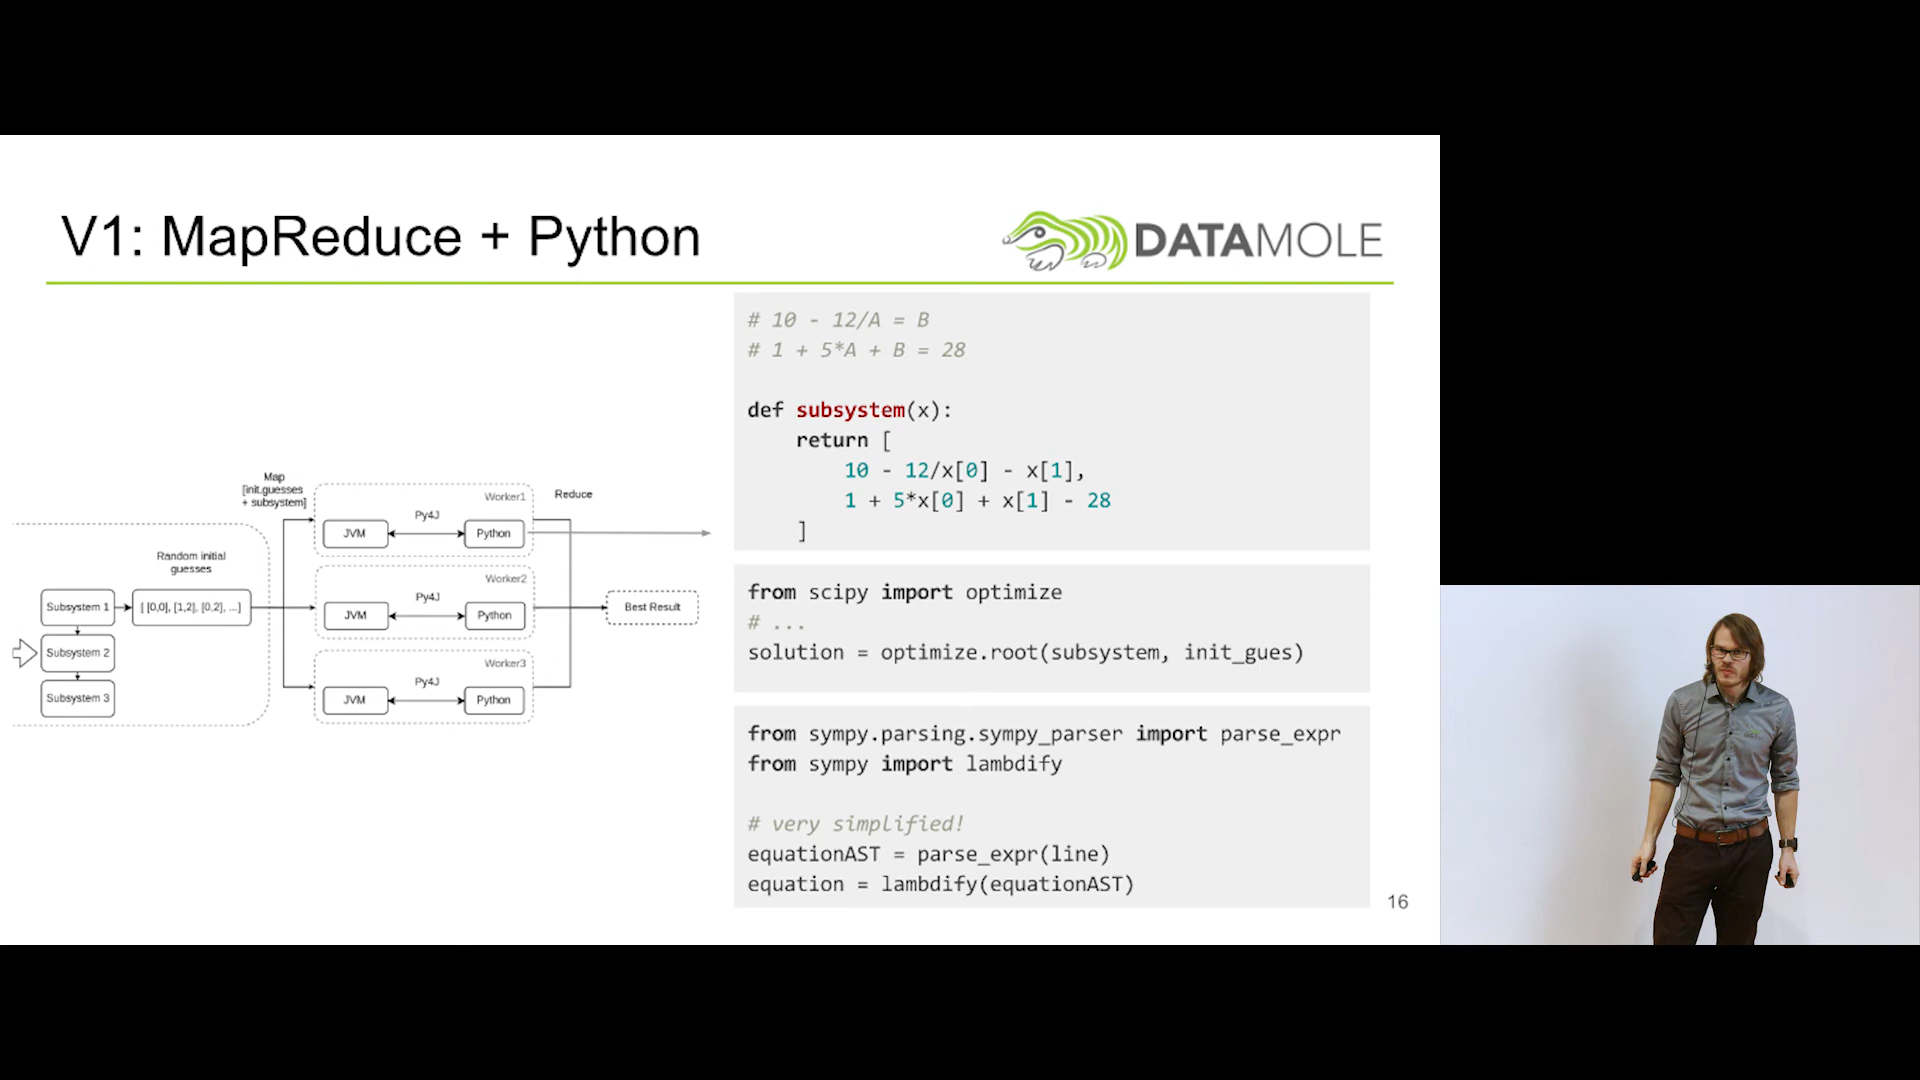 V1: MapReduce + Python
DATAMOLE
Map
[init.guesses
+ subsystem]
Random initial
guesses
Subsystem 1
[ [0,0], [1,2], [0,2], ...]
Subsystem 2
Subsystem 3
Worker1
JVM
Py4J
Python
Worker2
JVM
Py4J
Python
Worker3
JVM
Py4J
Python
Reduce
Best Result
# 10 - 12/A = B
# 1 + 5*A + B = 28
def subsystem(x):
return [
10 - 12/x[0] - x[1],
1 + 5*x[0] + x[1] - 28
]
from scipy import optimize
# ...
solution = optimize.root(subsystem, init_gues)
from sympy.parsing.sympy_parser import parse_expr
from sympy import lambdify
# very simplified!
equationAST = parse_expr(line)
equation = lambdify(equationAST)
16